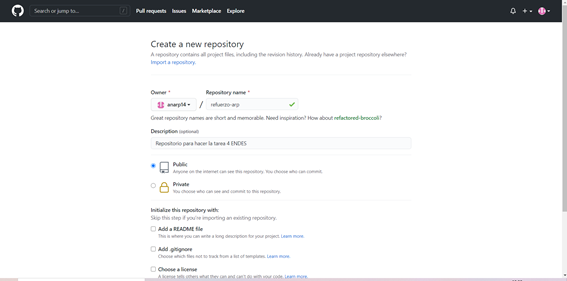 Search or jump to... /
Pull requests Issues Marketplace Explore
Create a new repository
A repository contains all project files, including the revision history. Already have a project repository elsewhere?
Import a repository.
Owner * Repository name *
anarp14 / refuerzo-arp
Great repository names are short and memorable. Need inspiration? How about refactored-broccoli?
Description (optional)
Repositorio para hacer la tarea 4 ENDES
Public
Anyone on the internet can see this repository. You choose who can commit.
Private
You choose who can see and commit to this repository.
Initialize this repository with:
Skip this step if you're importing an existing repository.
Add a README file
This is where you can write a long description for your project. Learn more.
Add .gitignore
Choose which files not to track from a list of templates. Learn more.
Choose a license
A license tells others what they can and can't do with your code. Learn more.